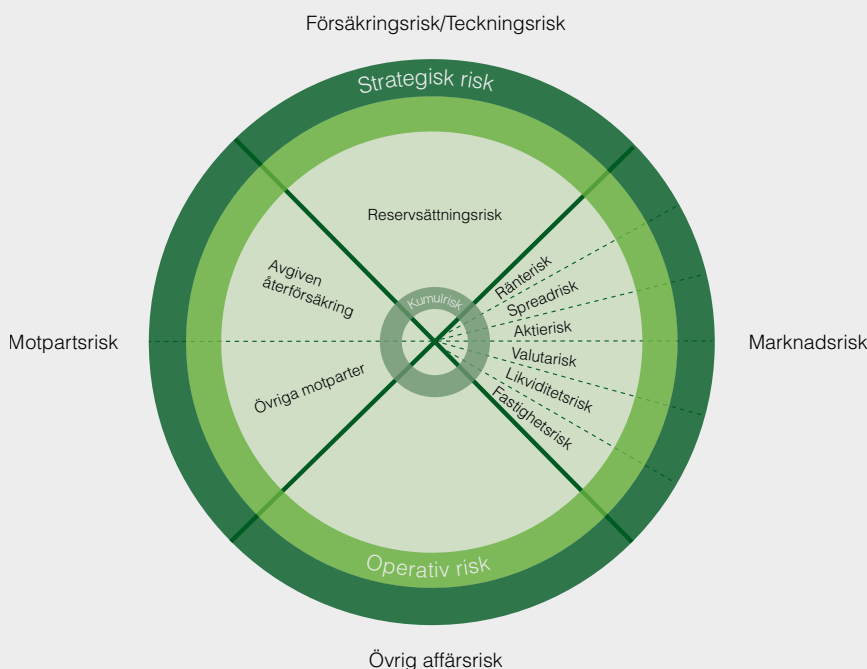 Försäkringsrisk/Teckningsrisk
Strategisk risk
Reservsättningsrisk
Avgiven
återförsäkring
Ränterisk
Spreadrisk
Kumulrisk
Aktierisk
Motpartsrisk
Marknadsrisk
Valutarisk
Övriga motparter
Likviditetsrisk
Fastighetsrisk
Operativ risk
Övrig affärsrisk